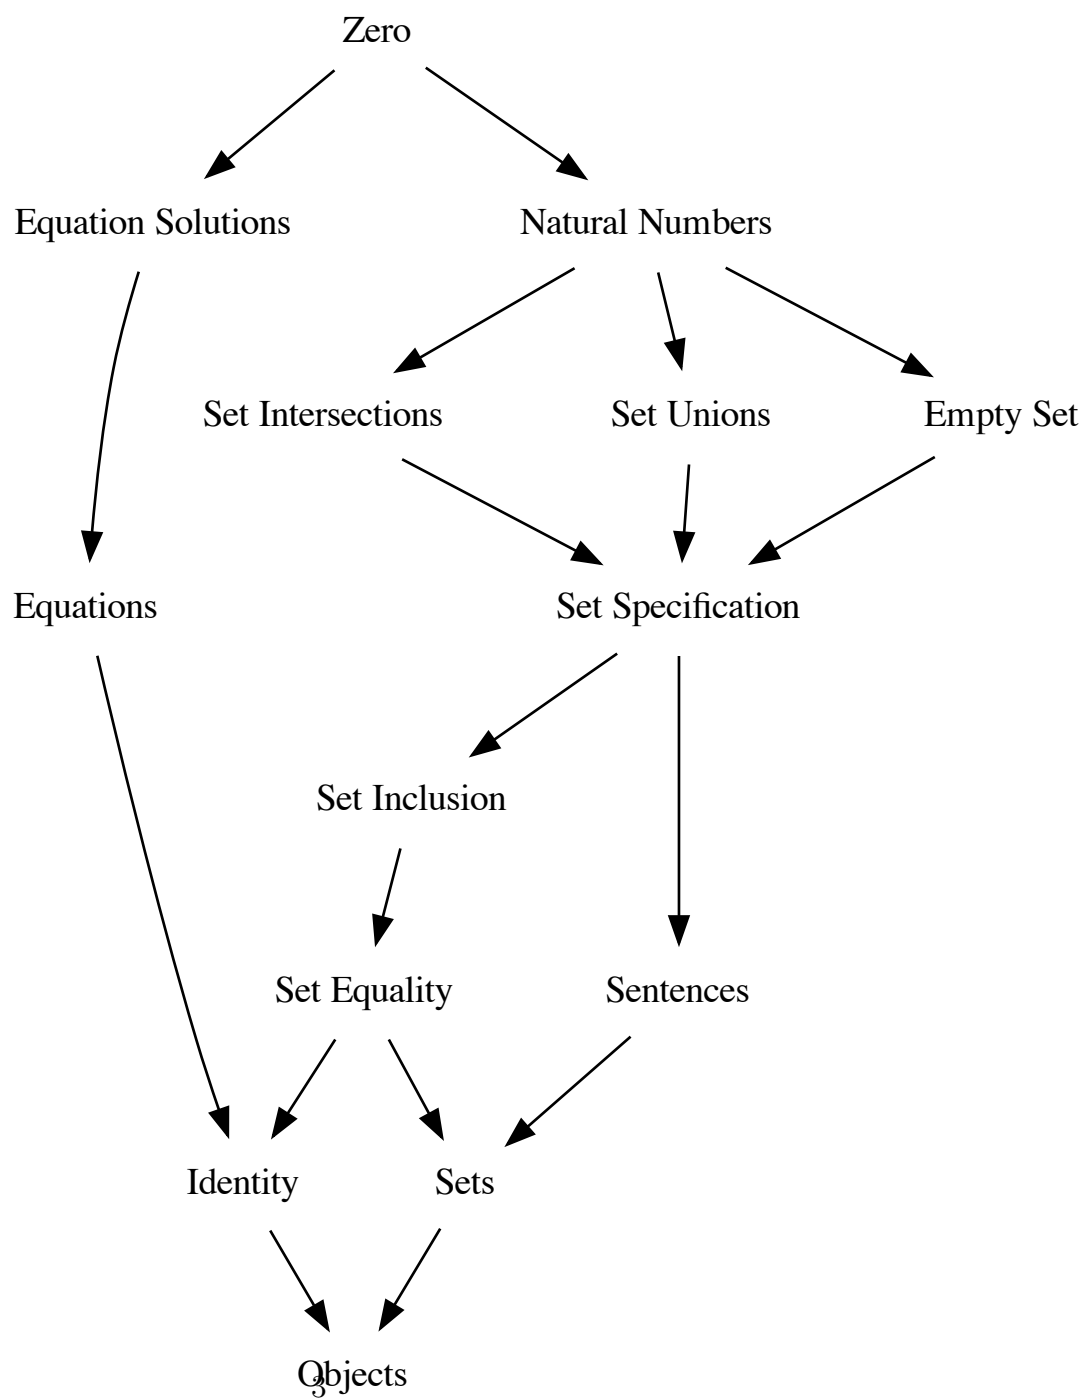 Zero
Equation Solutions
Natural Numbers
Set Intersections
Set Unions
Empty Set
Equations
Set Specification
Set Inclusion
Set Equality
Sentences
Identity
Sets
Objects
3